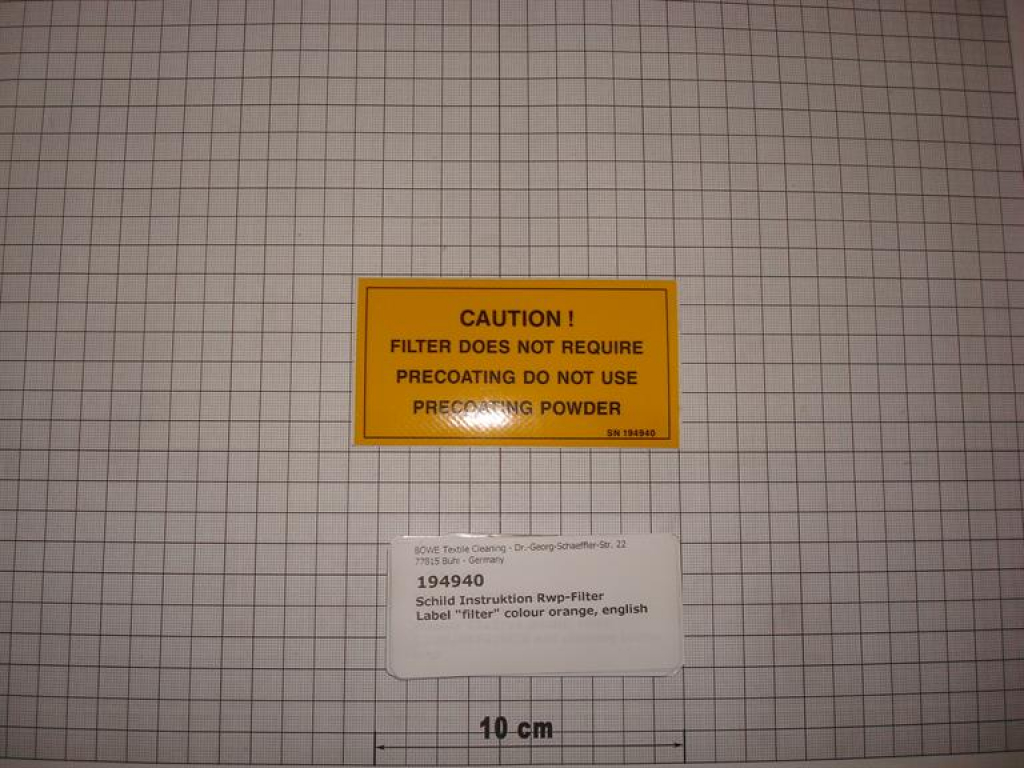 CAUTION !
FILTER DOES NOT REQUIRE
PRECOATING DO NOT USE
PRECOATING POWDER
SN 194940
BÖWE Textile Cleaning - Dr.-Georg-Schaeffler-Str. 22
77815 Bühl - Germany
194940
Schild Instruktion Rwp-Filter
Label "filter" colour orange, english
10 cm